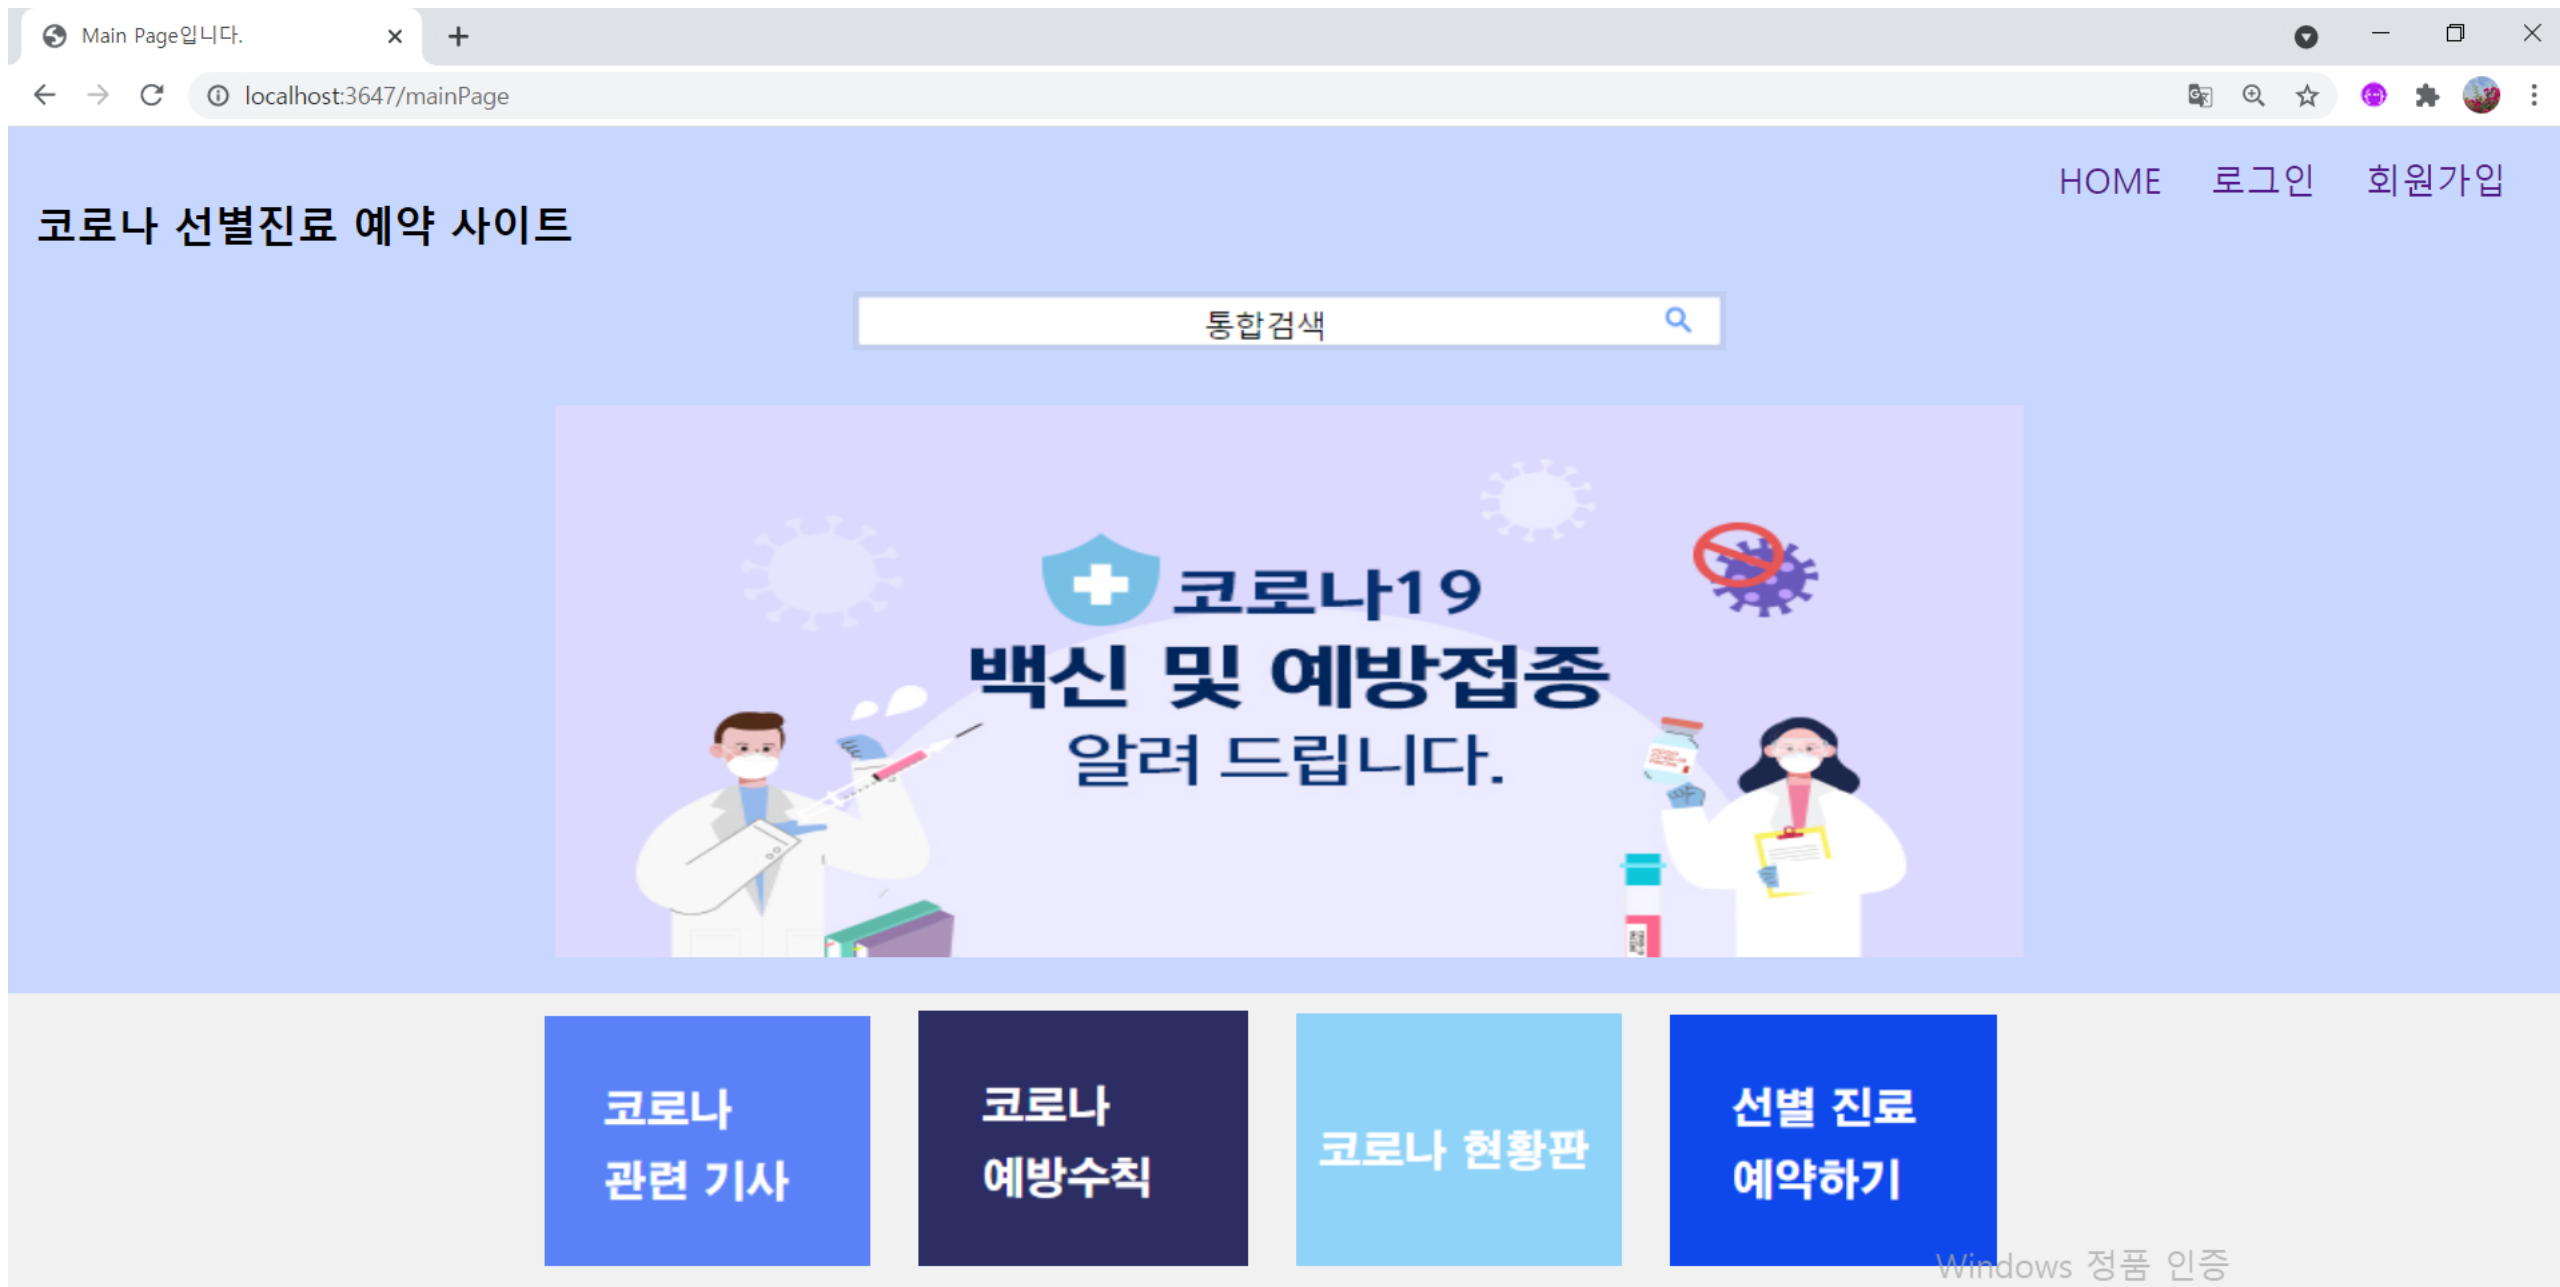 Main Page입니다.
localhost:3647/mainPage
HOME 로그인 회원가입
코로나 선별진료 예약 사이트
통합검색
코로나19
백신 및 예방접종
알려 드립니다.
코로나
관련 기사
코로나
예방수칙
코로나 현황판
선별 진료
예약하기
Windows 정품 인증